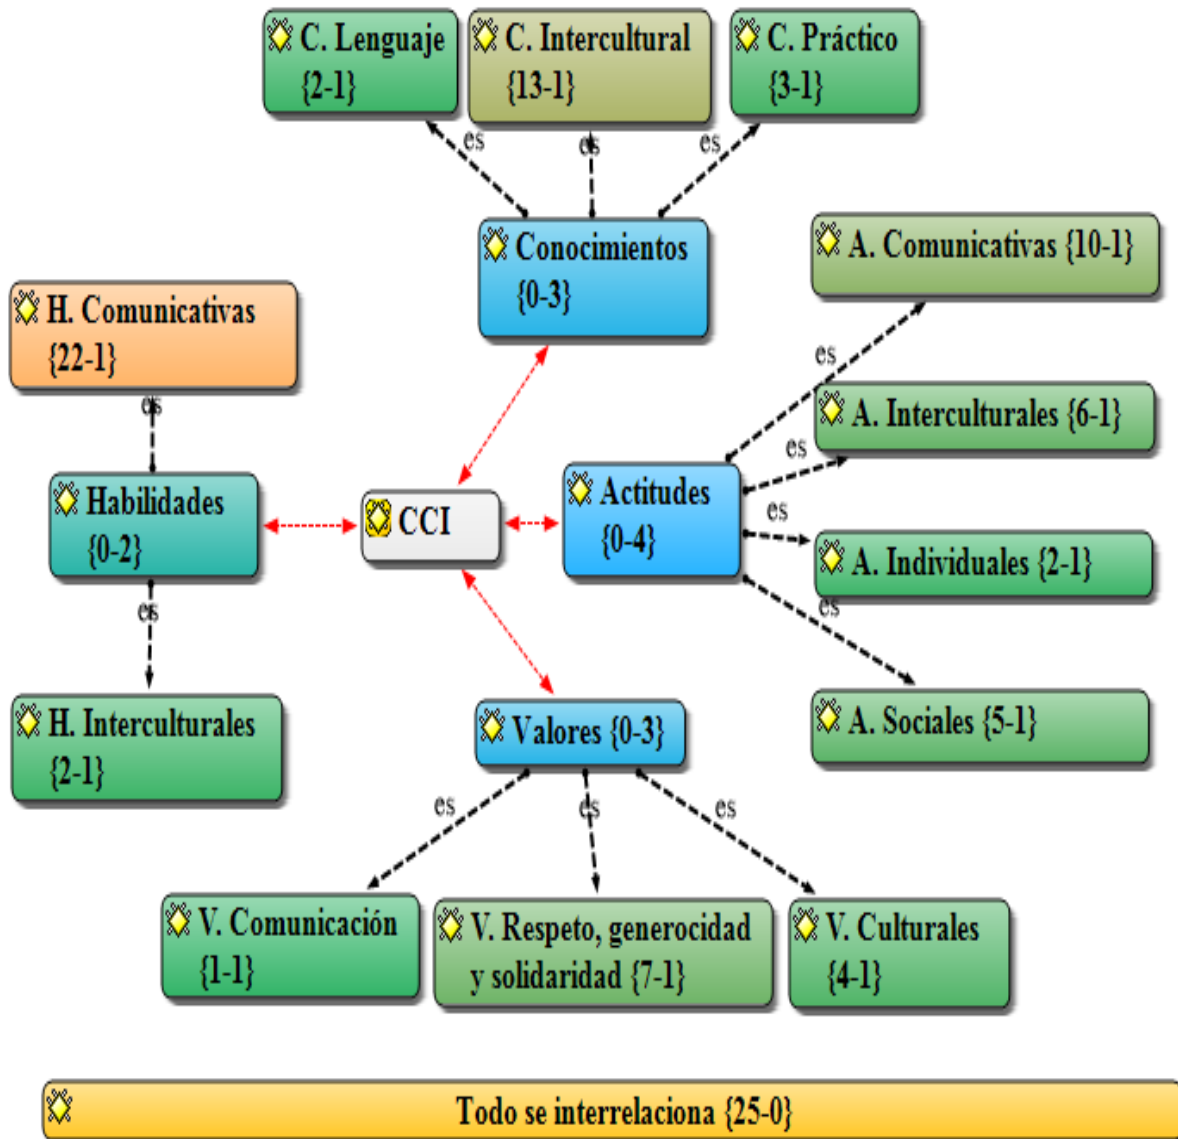 C. Lenguaje
{2-1}
C. Intercultural
{13-1}
C. Práctico
{3-1}
es
es
es
Conocimientos
{0-3}
A. Comunicativas {10-1}
H. Comunicativas
{22-1}
es
A. Interculturales {6-1}
es
es
Habilidades
{0-2}
CCI
Actitudes
{0-4}
es
A. Individuales {2-1}
es
es
H. Interculturales
{2-1}
Valores {0-3}
A. Sociales {5-1}
es
es
es
V. Comunicación
{1-1}
V. Respeto, generocidad
y solidaridad {7-1}
V. Culturales
{4-1}
Todo se interrelaciona {25-0}